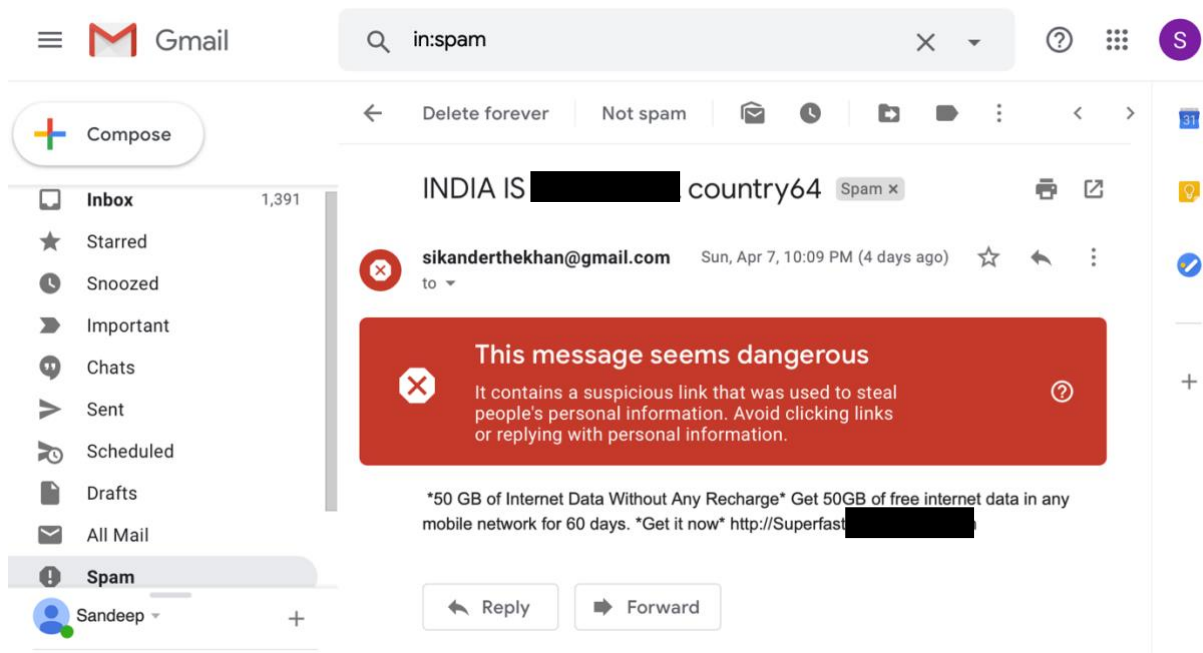 Gmail
in:spam
S
Compose
Delete forever
Not spam
31
Inbox 1,391
Starred
Snoozed
Important
Chats
Sent
Scheduled
Drafts
All Mail
Spam
Sandeep
INDIA IS country64 Spam ×
sikanderthekhan@gmail.com Sun, Apr 7, 10:09 PM (4 days ago)
to
This message seems dangerous
It contains a suspicious link that was used to steal
people's personal information. Avoid clicking links
or replying with personal information.
*50 GB of Internet Data Without Any Recharge* Get 50GB of free internet data in any
mobile network for 60 days. *Get it now* http://Superfast
Reply
Forward